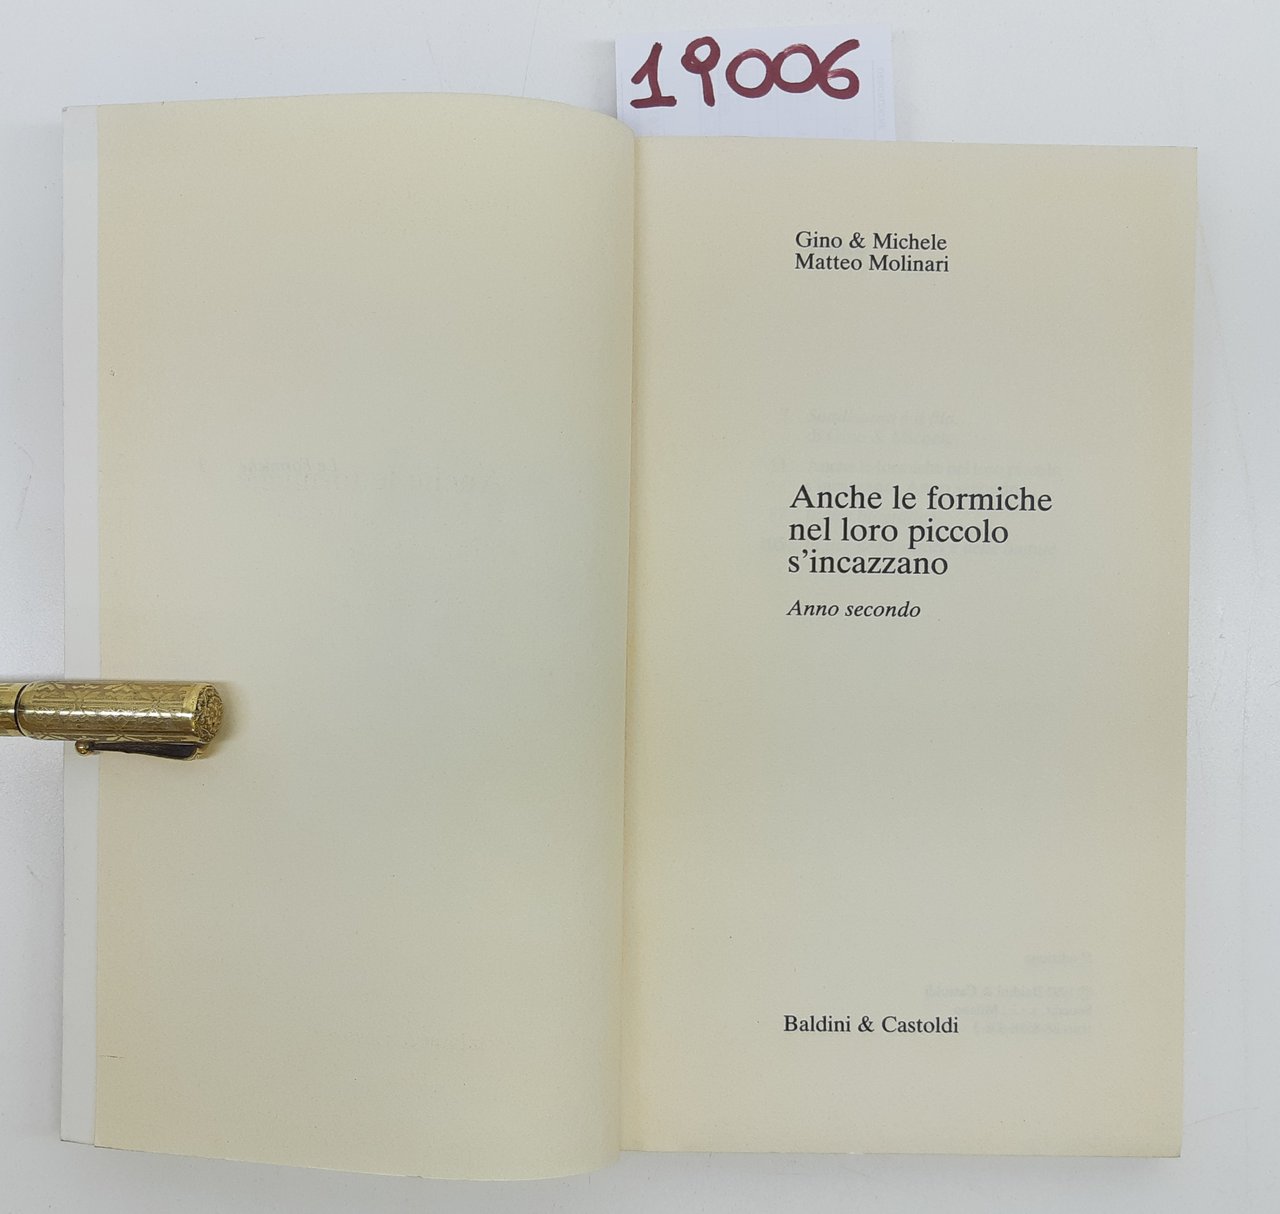 19006
Gino & Michele
Matteo Molinari
Anche le formiche
nel loro piccolo
s'incazzano
Anno secondo
Baldini & Castoldi